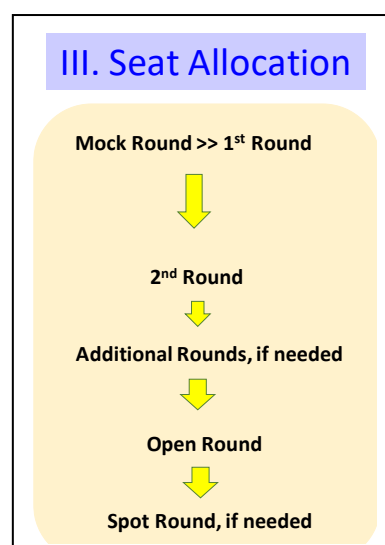 III. Seat Allocation
Mock Round >> 1st Round
2nd Round
Additional Rounds, if needed
Open Round
Spot Round, if needed